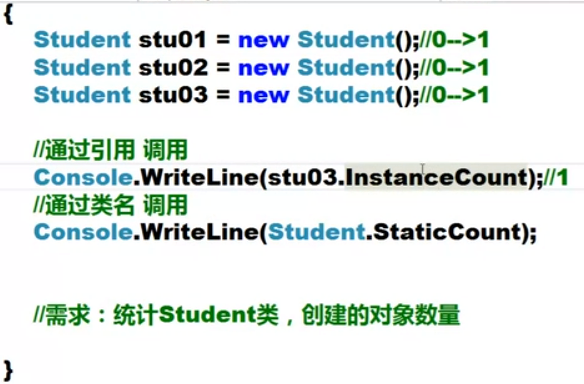 {
Student stu01 = new Student();//0-->1
Student stu02 = new Student();//0-->1
Student stu03 = new Student();//0-->1
//通过引用 调用
Console.WriteLine(stu03.InstanceCount);//1
//通过类名 调用
Console.WriteLine(Student.StaticCount);
//需求：统计Student类，创建的对象数量
}